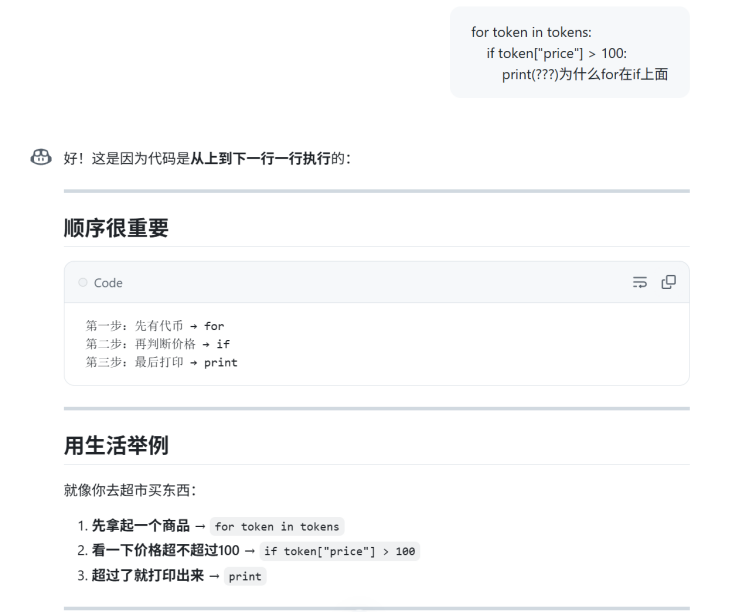 for token in tokens:
    if token["price"] > 100:
        print(???)为什么for在if上面
好！这是因为代码是从上到下一行一行执行的：
顺序很重要
Code
第一步：先有代币 → for
第二步：再判断价格 → if
第三步：最后打印 → print
用生活举例
就像你去超市买东西：
1. 先拿起一个商品 → for token in tokens
2. 看一下价格超不超过100 → if token["price"] > 100
3. 超过了就打印出来 → print